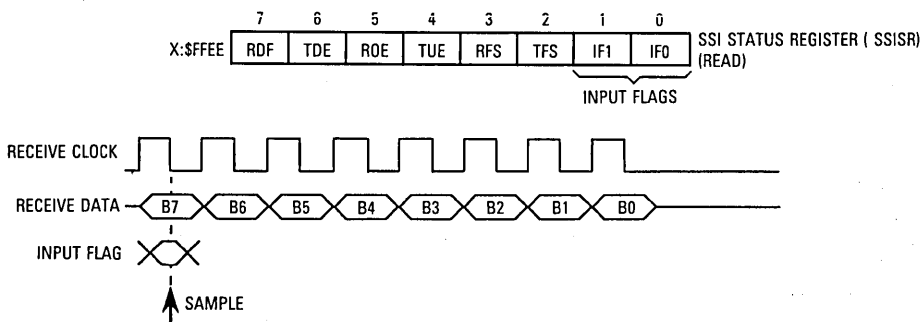 7 6 5 4 3 2 1 0
X:$FFEE RDF TDE ROE TUE RFS TFS IF1 IF0 SSI STATUS REGISTER ( SSISR)
(READ)
INPUT FLAGS
RECEIVE CLOCK
RECEIVE DATA B7 B6 B5 B4 B3 B2 B1 B0
INPUT FLAG
SAMPLE